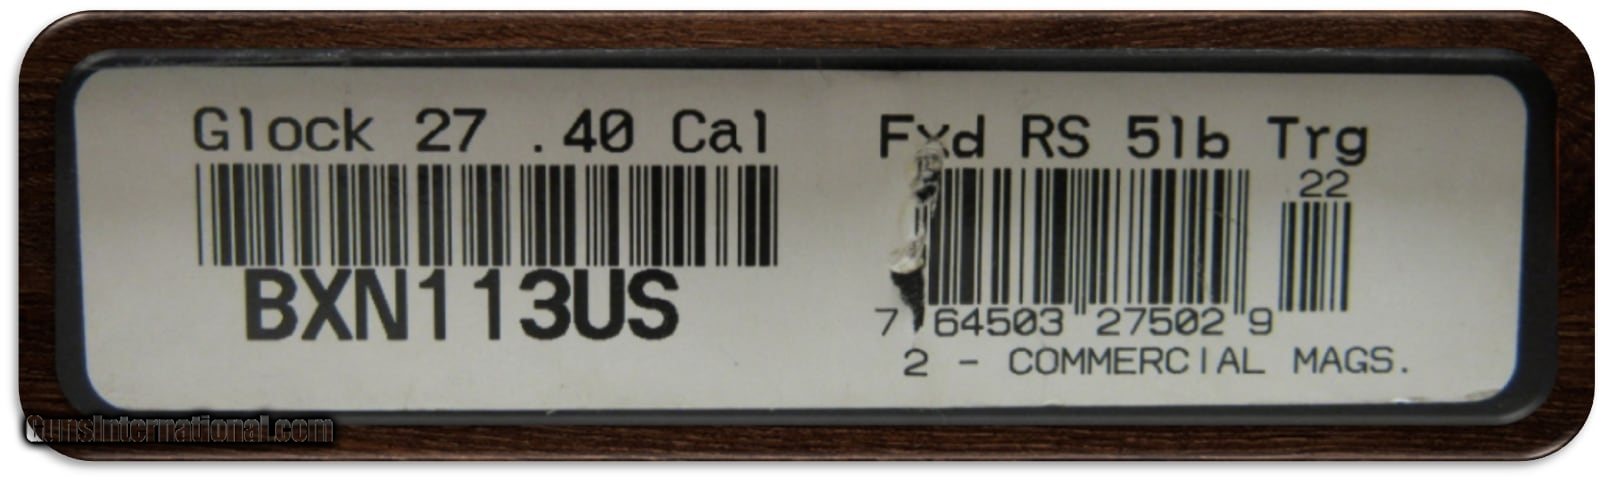 Glock 27 .40 Cal
Fxd RS 5lb Trg
22
BXN113US
7 64503 27502 9
2 - COMMERCIAL MAGS.
GunsInternational.com